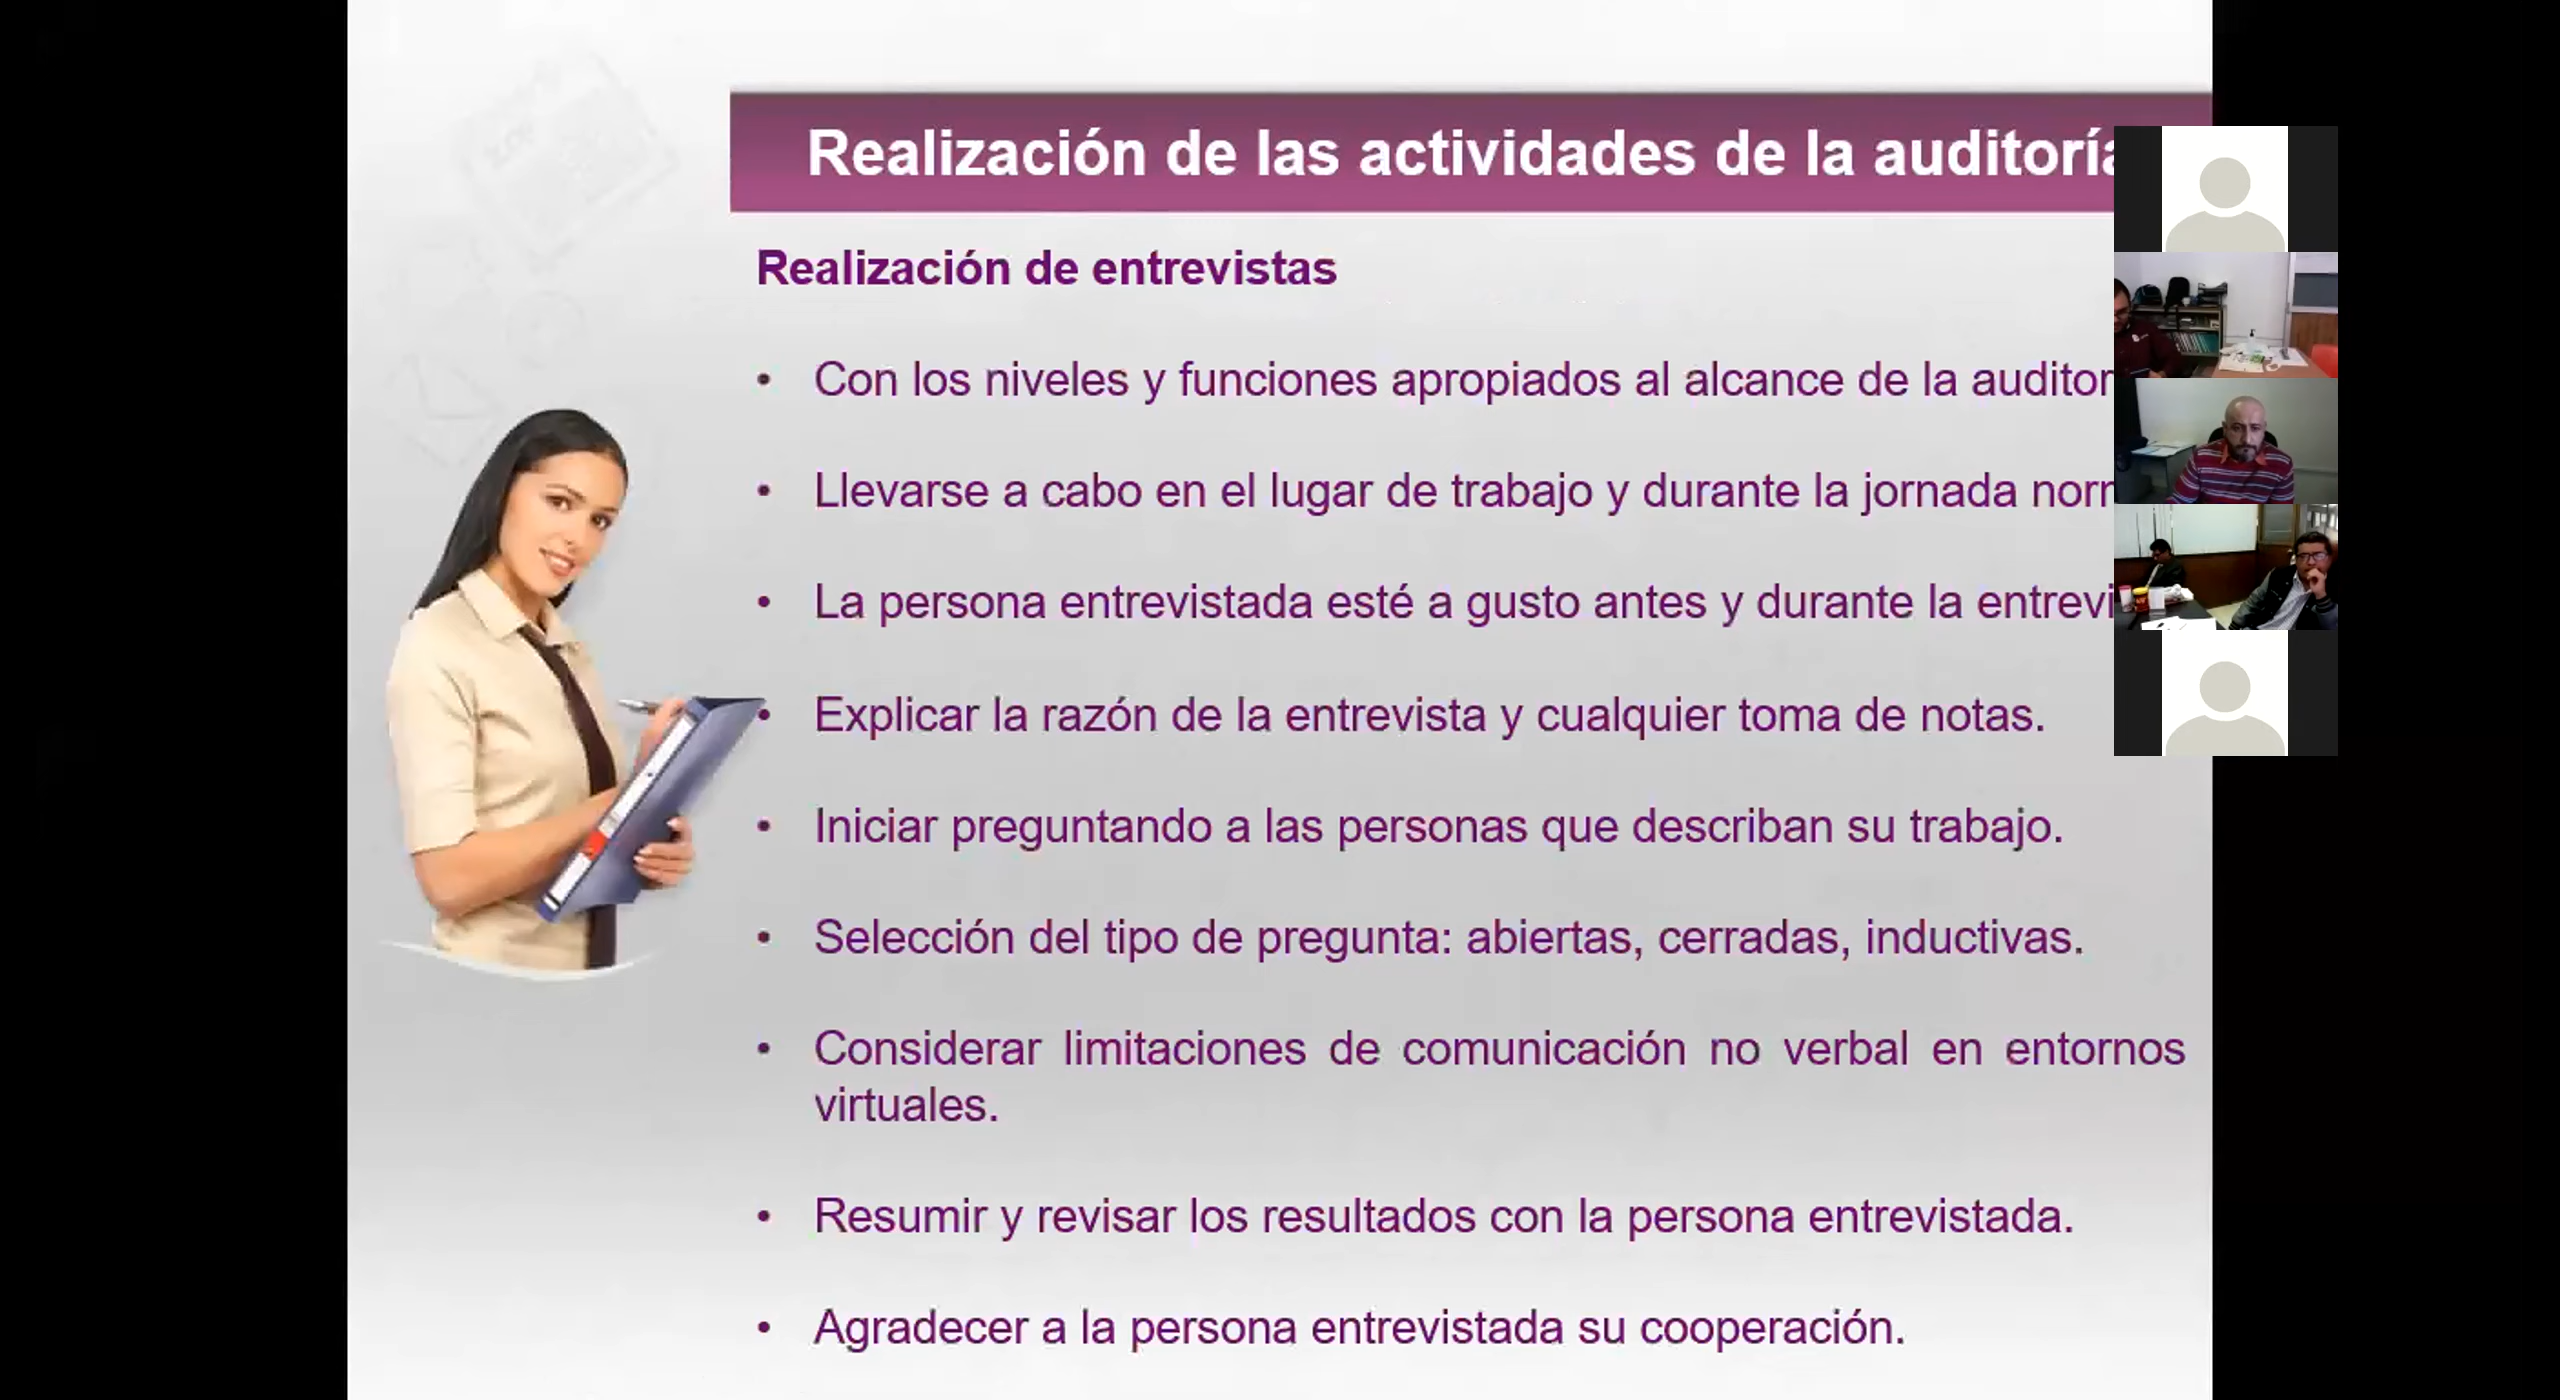 Realización de las actividades de la auditoría
Realización de entrevistas
• Con los niveles y funciones apropiados al alcance de la
• Llevarse a cabo en el lugar de trabajo y durante la jornada
• La persona entrevistada esté a gusto antes y durante la
• Explicar la razón de la entrevista y cualquier toma de notas.
• Iniciar preguntando a las personas que describan su trabajo.
• Selección del tipo de pregunta: abiertas, cerradas, inductivas.
• Considerar limitaciones de comunicación no verbal en entornos
virtuales.
• Resumir y revisar los resultados con la persona entrevistada.
• Agradecer a la persona entrevistada su cooperación.